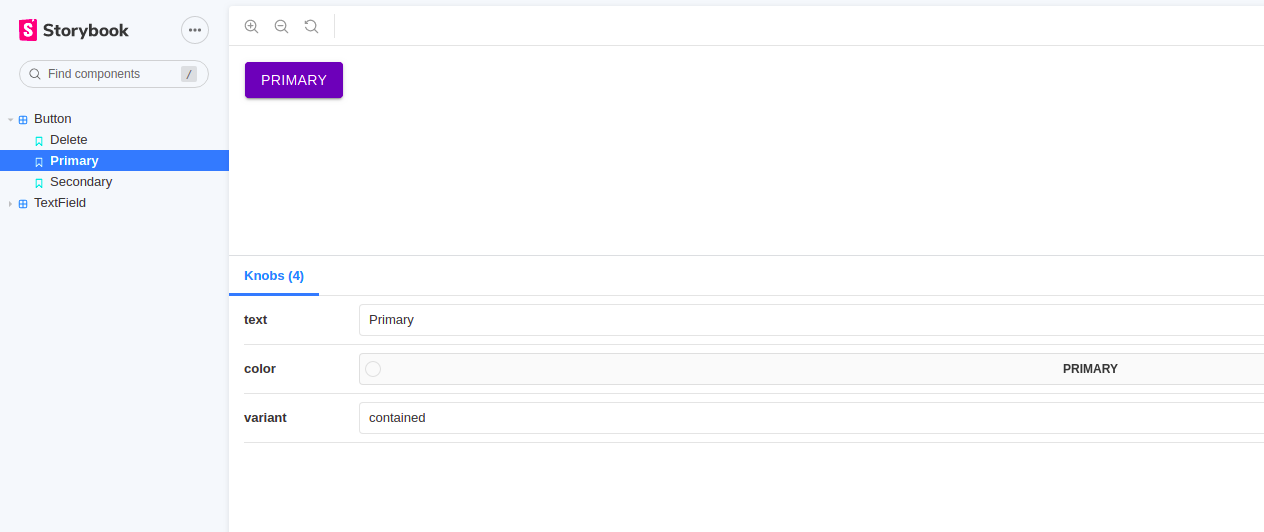 Storybook
Find components
/
Button
Delete
Primary
Secondary
TextField
PRIMARY
Knobs (4)
text
Primary
color
PRIMARY
variant
contained